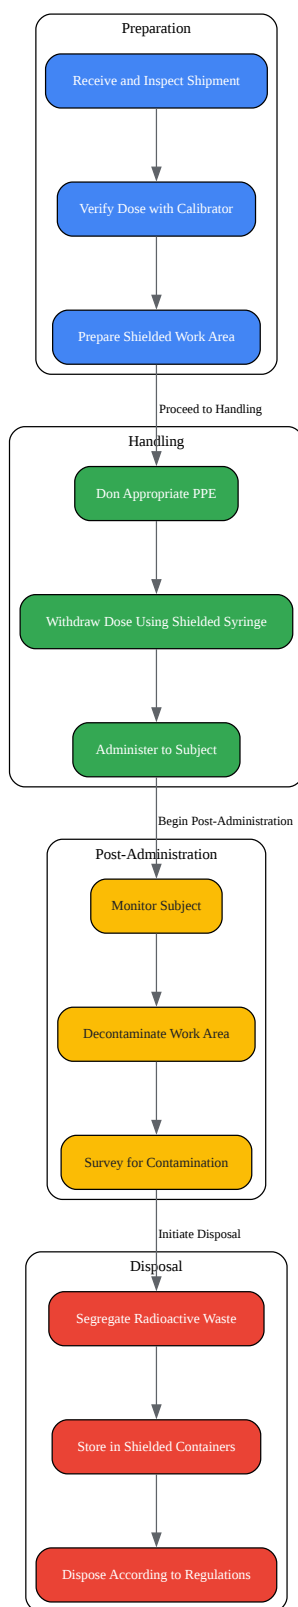 Preparation
Receive and Inspect Shipment
Verify Dose with Calibrator
Prepare Shielded Work Area
Proceed to Handling
Handling
Don Appropriate PPE
Withdraw Dose Using Shielded Syringe
Administer to Subject
Begin Post-Administration
Post-Administration
Monitor Subject
Decontaminate Work Area
Survey for Contamination
Initiate Disposal
Disposal
Segregate Radioactive Waste
Store in Shielded Containers
Dispose According to Regulations